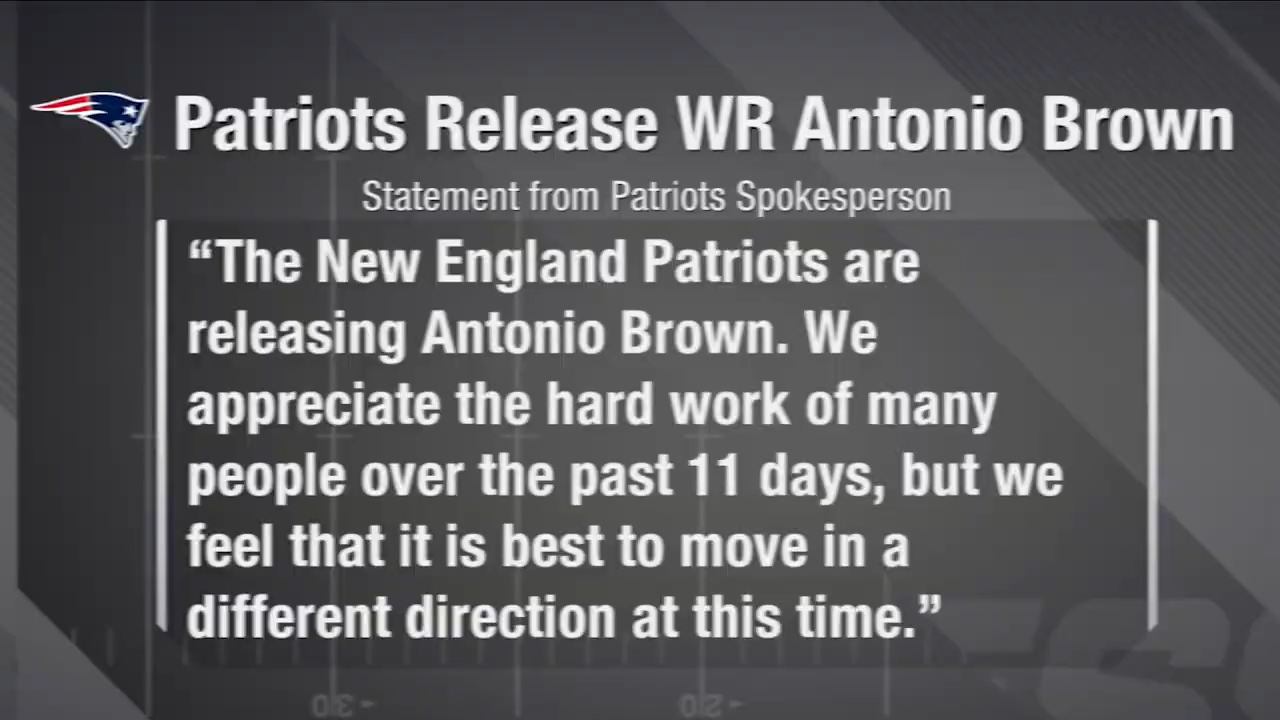 Patriots Release WR Antonio Brown
Statement from Patriots Spokesperson
“The New England Patriots are
releasing Antonio Brown. We
appreciate the hard work of many
people over the past 11 days, but we
feel that it is best to move in a
different direction at this time.”